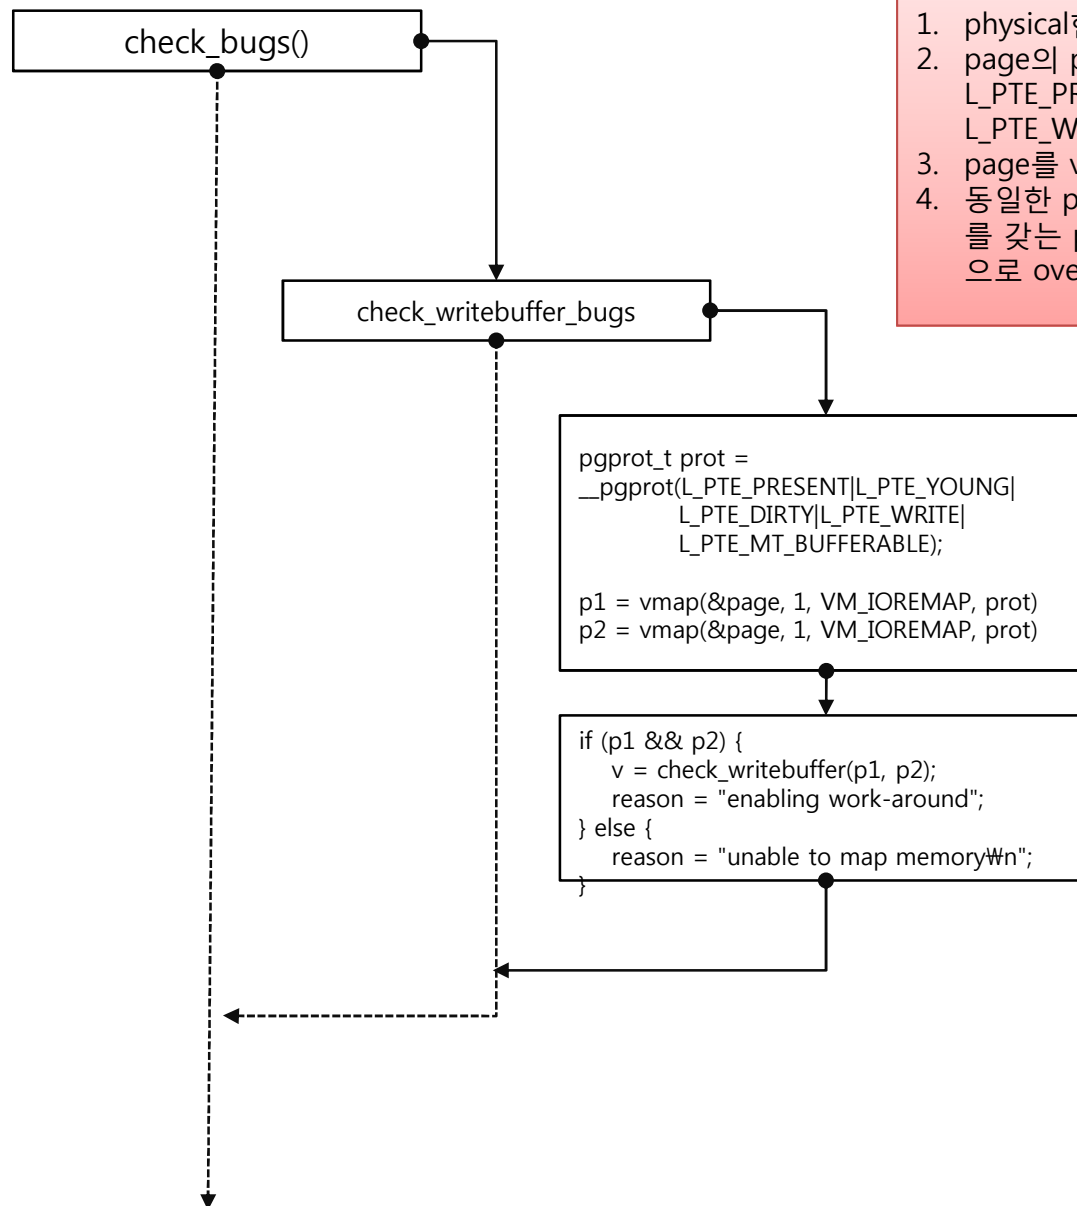 check_bugs()
1. physical
2. page의
L_PTE_
L_PTE_
3. page를
4. 동일한
를 갖는
으로
check_writebuffer_bugs
pgprot_t prot =
__pgprot(L_PTE_PRESENT|L_PTE_YOUNG|
L_PTE_DIRTY|L_PTE_WRITE|
L_PTE_MT_BUFFERABLE);
p1 = vmap(&page, 1, VM_IOREMAP, prot)
p2 = vmap(&page, 1, VM_IOREMAP, prot)
if (p1 && p2) {
v = check_writebuffer(p1, p2);
reason = "enabling work-around";
} else {
reason = "unable to map memory₩n";
}